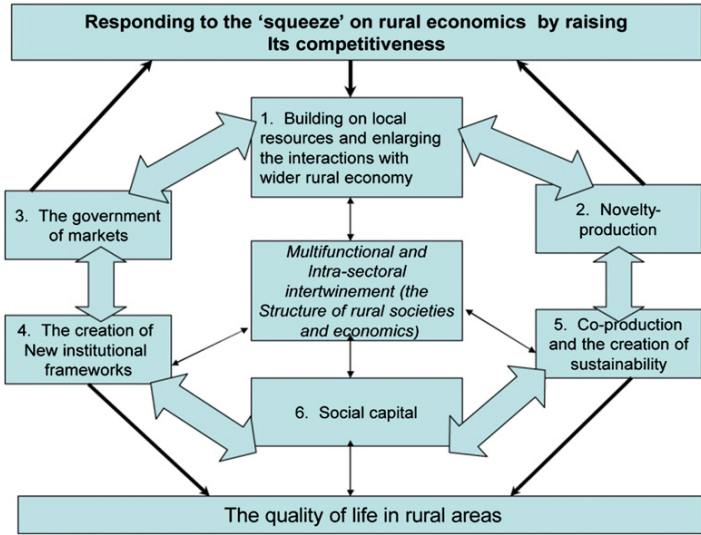 Responding to the ‘squeeze’ on rural economics by raising
Its competitiveness
1. Building on local
resources and enlarging
the interactions with
wider rural economy
3. The government
of markets
2. Novelty-
production
Multifunctional and
Intra-sectoral
intertwinement (the
Structure of rural societies
and economics)
4. The creation of
New institutional
frameworks
5. Co-production
and the creation of
sustainability
6. Social capital
The quality of life in rural areas